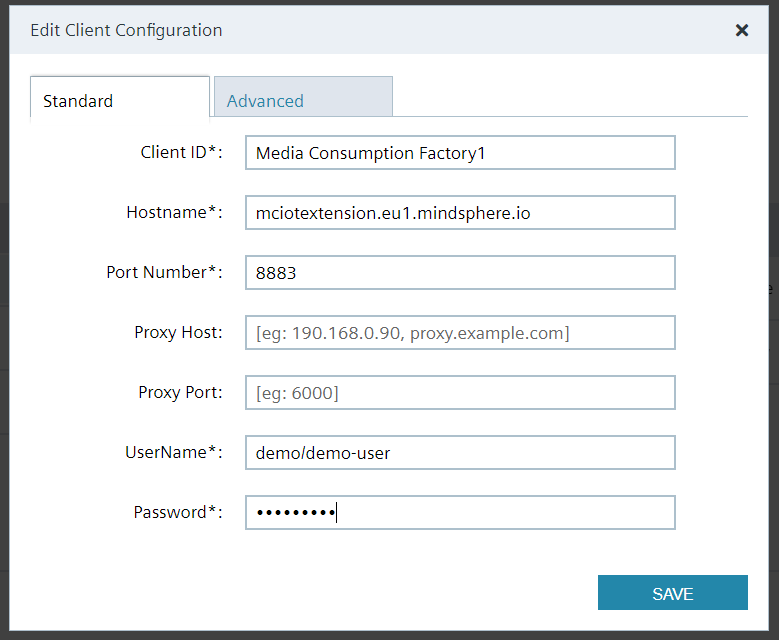 Edit Client Configuration
Standard
Advanced
Client ID*: Media Consumption Factory1
Hostname*: mciotextension.eu1.mindsphere.io
Port Number*: 8883
Proxy Host: [eg: 190.168.0.90, proxy.example.com]
Proxy Port: [eg: 6000]
UserName*: demo/demo-user
Password*: •••••••••
SAVE